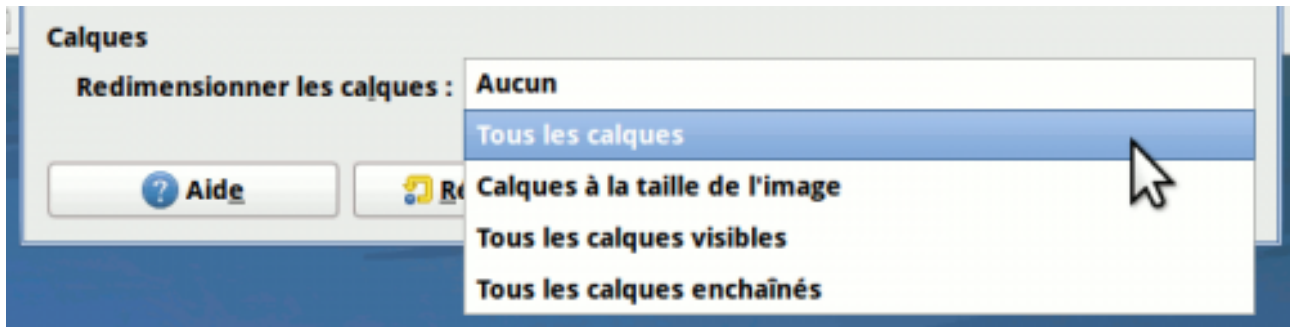 Calques
Redimensionner les calques :
Aucun
Tous les calques
Calques à la taille de l'image
Tous les calques visibles
Tous les calques enchaînés
Aide